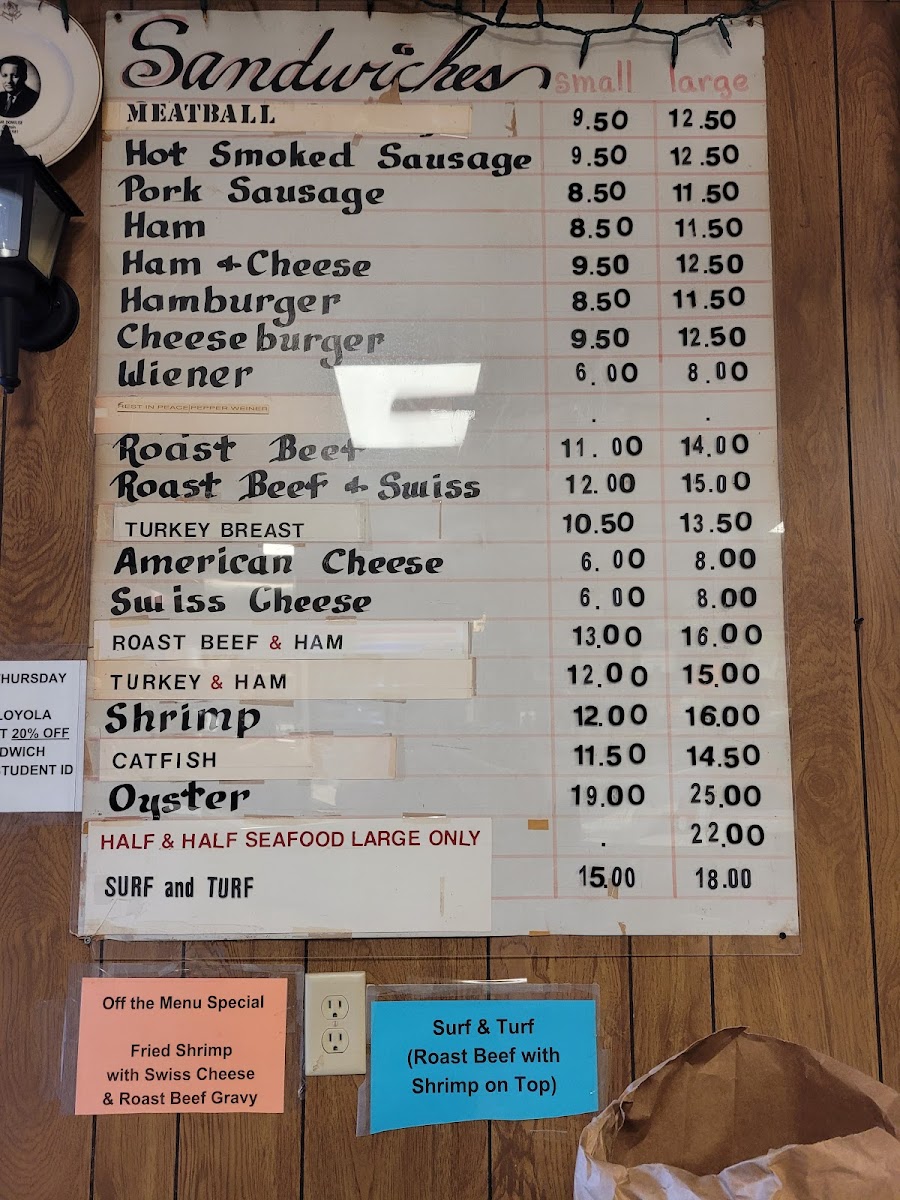 Sandwiches small large
MEATBALL 9.50 12.50
Hot Smoked Sausage 9.50 12.50
Pork Sausage 8.50 11.50
Ham 8.50 11.50
Ham & Cheese 9.50 12.50
Hamburger 8.50 11.50
Cheeseburger 9.50 12.50
Wiener 6.00 8.00
REST IN PEACE PEPPER WEINER . .
Roast Beef 11.00 14.00
Roast Beef & Swiss 12.00 15.00
TURKEY BREAST 10.50 13.50
American Cheese 6.00 8.00
Swiss Cheese 6.00 8.00
ROAST BEEF & HAM 13.00 16.00
TURKEY & HAM 12.00 15.00
Shrimp 12.00 16.00
CATFISH 11.50 14.50
Oyster 19.00 25.00
HALF & HALF SEAFOOD LARGE ONLY . 22.00
SURF and TURF 15.00 18.00
HURSDAY
LOYOLA
T 20% OFF
DWICH
STUDENT ID
Off the Menu Special
Fried Shrimp
with Swiss Cheese
& Roast Beef Gravy
Surf & Turf
(Roast Beef with
Shrimp on Top)